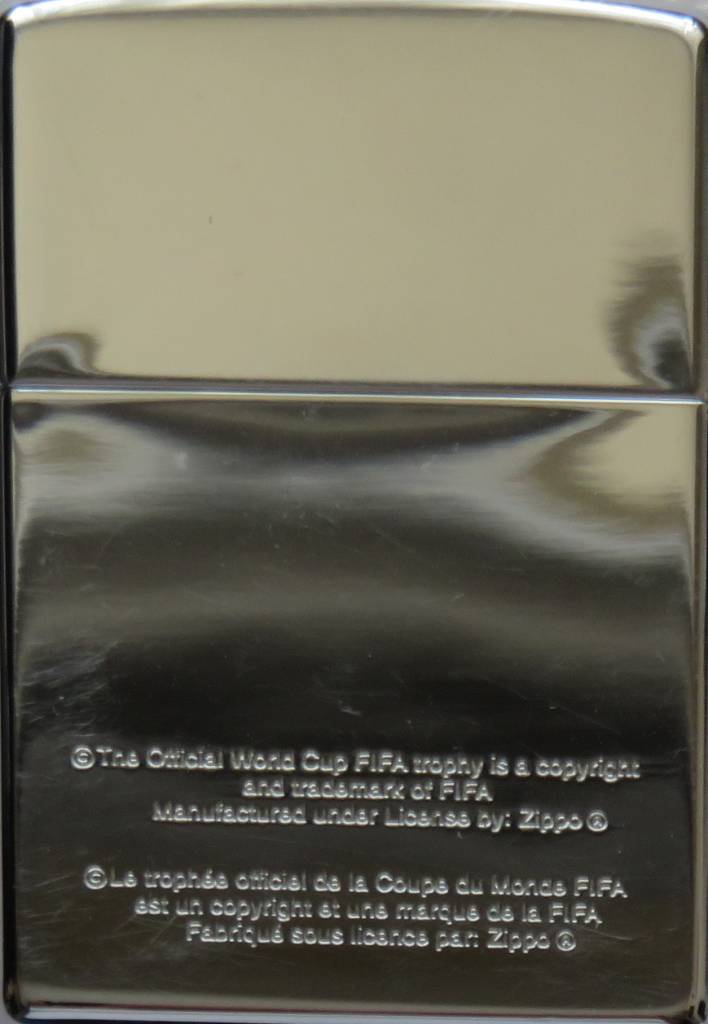 ©The Official World Cup FIFA trophy is a copyright
and trademark of FIFA
Manufactured under License by: Zippo ®
©Le trophée officiel de la Coupe du Monde FIFA
est un copyright et une marque de la FIFA
Fabriqué sous licence par: Zippo ®